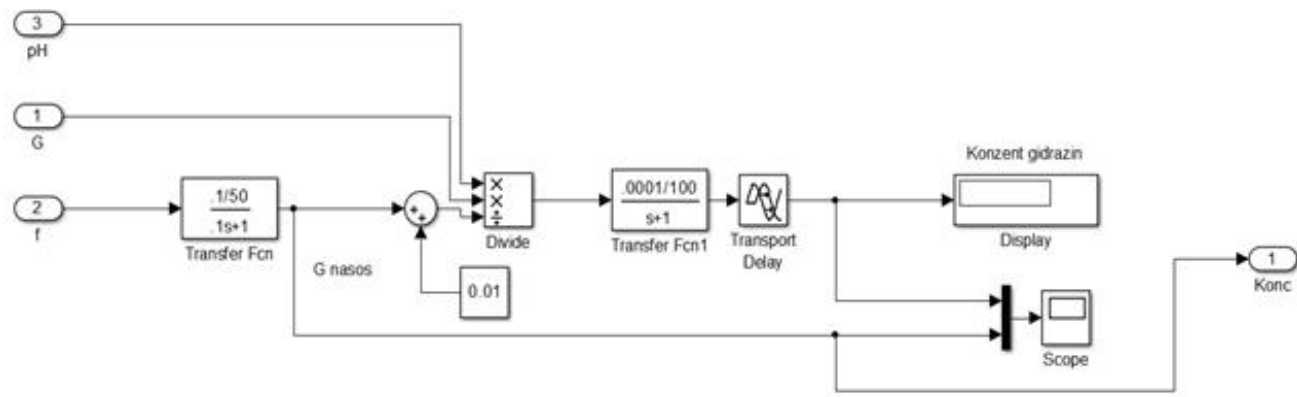 3
pH
1
G
2
f
.1/50
.1s+1
Transfer Fcn
G nasos
+
+
0.01
×
×
÷
Divide
.0001/100
s+1
Transfer Fcn1
Transport
Delay
Konzent gidrazin
Display
Scope
1
Konc